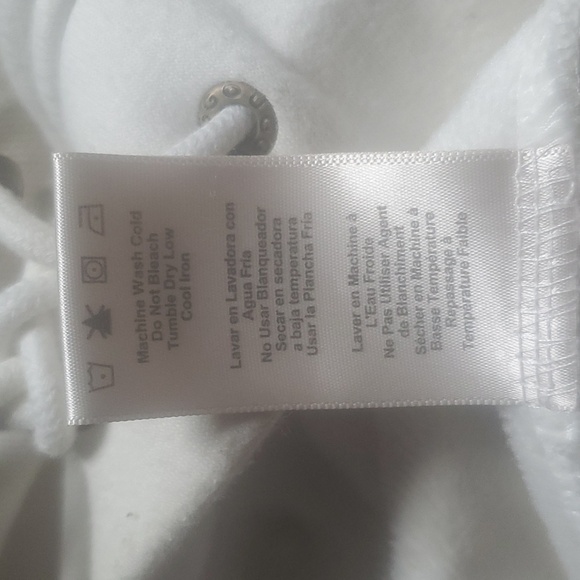 Machine Wash Cold
Do Not Bleach
Tumble Dry Low
Cool Iron
Lavar en Lavadora con
Agua Fría
No Usar Blanqueador
Secar en secadora
a baja temperatura
Usar la Plancha Fría
Laver en Machine à
L'Eau Froide
Ne Pas Utiliser Agent
de Blanchiment
Sécher en Machine à
Basse Température
Repassage à
Température Faible